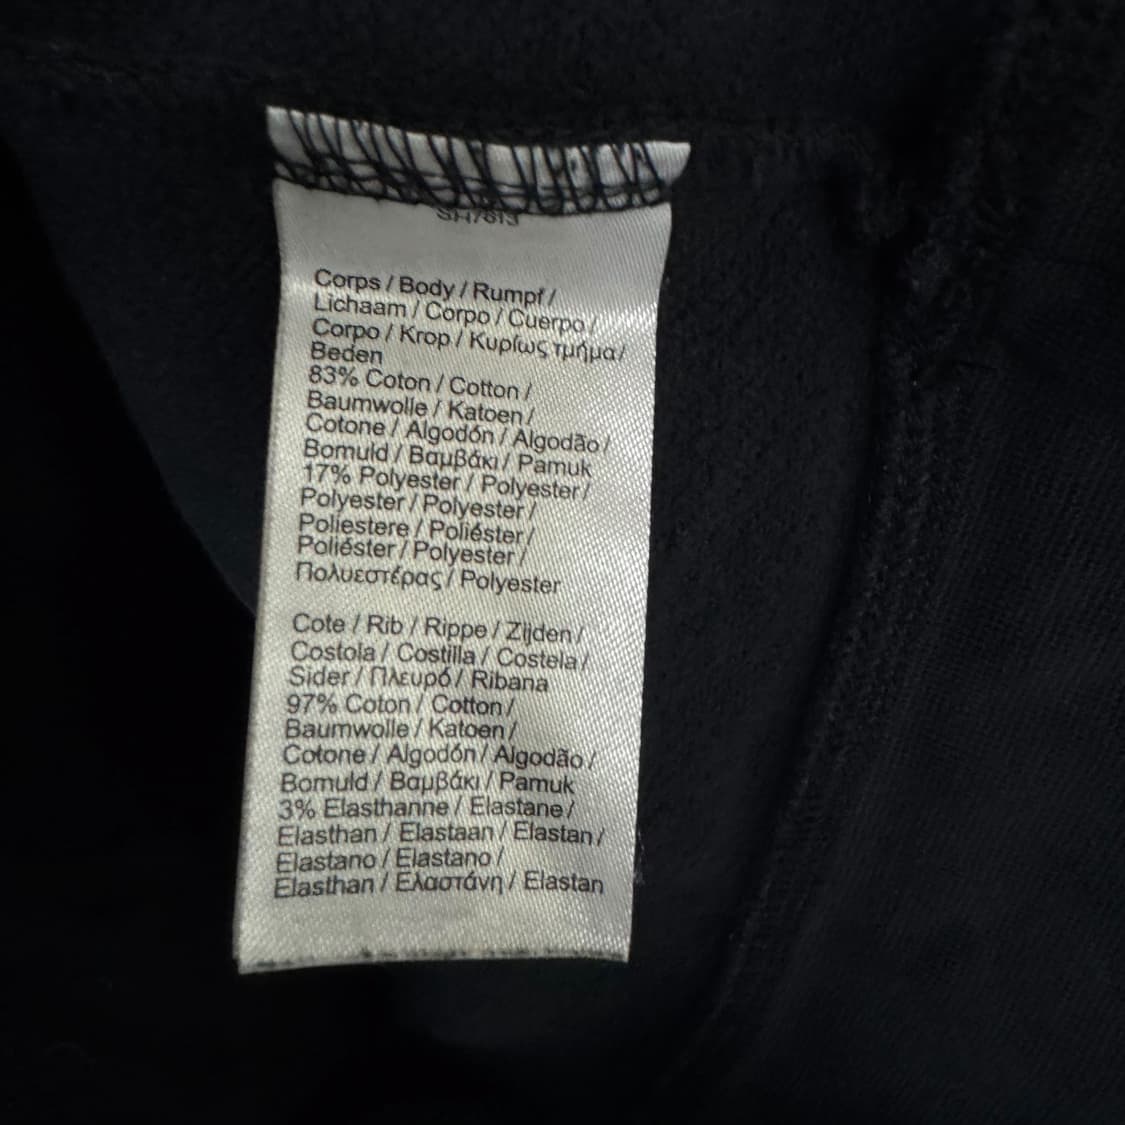 SH7613
Corps / Body / Rumpf /
Lichaam / Corpo / Cuerpo /
Corpo / Krop / Κυρίως τμήμα /
Beden
83% Coton / Cotton /
Baumwolle / Katoen /
Cotone / Algodón / Algodão /
Bomuld / Βαμβάκι / Pamuk
17% Polyester / Polyester /
Polyester / Polyester /
Poliestere / Poliéster /
Poliéster / Polyester /
Πολυεστέρας / Polyester
Cote / Rib / Rippe / Zijden /
Costola / Costilla / Costela /
Sider / Πλευρό / Ribana
97% Coton / Cotton /
Baumwolle / Katoen /
Cotone / Algodón / Algodão /
Bomuld / Βαμβάκι / Pamuk
3% Elasthanne / Elastane /
Elasthan / Elastaan / Elastan /
Elastano / Elastano /
Elasthan / Ελαστάνη / Elastan